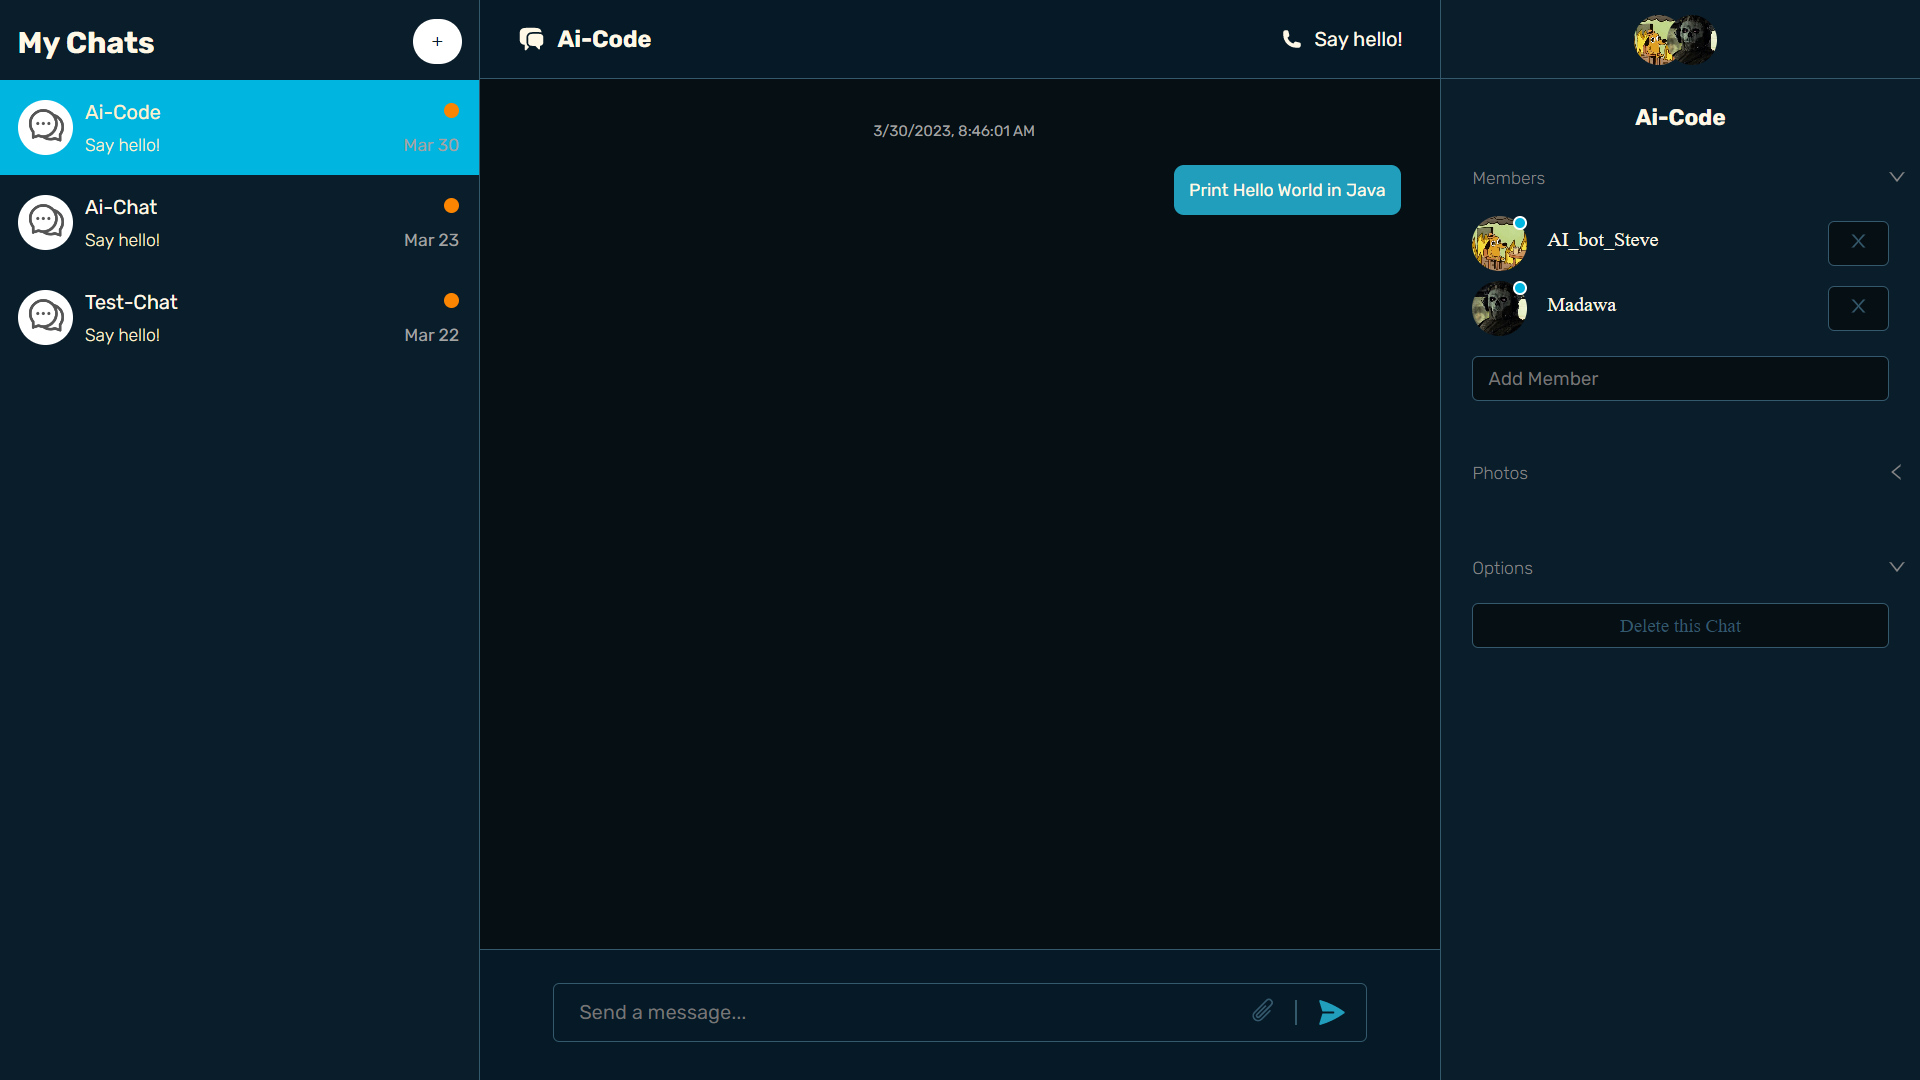 My Chats
+
Ai-Code
Say hello!
Mar 30
Ai-Chat
Say hello!
Mar 23
Test-Chat
Say hello!
Mar 22
Ai-Code
Say hello!
3/30/2023, 8:46:01 AM
Print Hello World in Java
Send a message...
Ai-Code
Members
AI_bot_Steve
X
Madawa
X
Add Member
Photos
Options
Delete this Chat